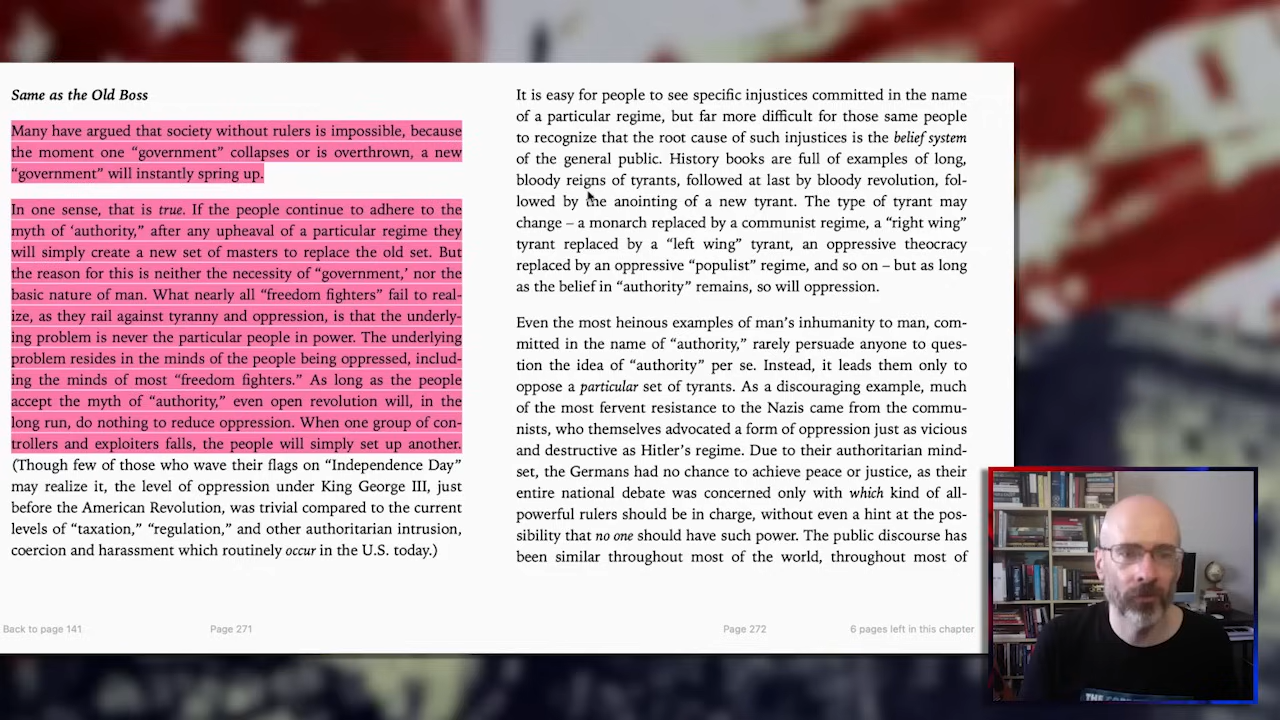 Same as the Old Boss
Many have argued that society without rulers is impossible, because
the moment one “government” collapses or is overthrown, a new
“government” will instantly spring up.
In one sense, that is true. If the people continue to adhere to the
myth of ‘authority,” after any upheaval of a particular regime they
will simply create a new set of masters to replace the old set. But
the reason for this is neither the necessity of “government,’ nor the
basic nature of man. What nearly all “freedom fighters” fail to real-
ize, as they rail against tyranny and oppression, is that the underly-
ing problem is never the particular people in power. The underlying
problem resides in the minds of the people being oppressed, includ-
ing the minds of most “freedom fighters.” As long as the people
accept the myth of “authority,” even open revolution will, in the
long run, do nothing to reduce oppression. When one group of con-
trollers and exploiters falls, the people will simply set up another.
(Though few of those who wave their flags on “Independence Day”
may realize it, the level of oppression under King George III, just
before the American Revolution, was trivial compared to the current
levels of “taxation,” “regulation,” and other authoritarian intrusion,
coercion and harassment which routinely occur in the U.S. today.)
Back to page 141
Page 271
It is easy for people to see specific injustices committed in the name
of a particular regime, but far more difficult for those same people
to recognize that the root cause of such injustices is the belief system
of the general public. History books are full of examples of long,
bloody reigns of tyrants, followed at last by bloody revolution, fol-
lowed by the anointing of a new tyrant. The type of tyrant may
change – a monarch replaced by a communist regime, a “right wing”
tyrant replaced by a “left wing” tyrant, an oppressive theocracy
replaced by an oppressive “populist” regime, and so on – but as long
as the belief in “authority” remains, so will oppression.
Even the most heinous examples of man’s inhumanity to man, com-
mitted in the name of “authority,” rarely persuade anyone to ques-
tion the idea of “authority” per se. Instead, it leads them only to
oppose a particular set of tyrants. As a discouraging example, much
of the most fervent resistance to the Nazis came from the commu-
nists, who themselves advocated a form of oppression just as vicious
and destructive as Hitler’s regime. Due to their authoritarian mind-
set, the Germans had no chance to achieve peace or justice, as their
entire national debate was concerned only with which kind of all-
powerful rulers should be in charge, without even a hint at the pos-
sibility that no one should have such power. The public discourse has
been similar throughout most of the world, throughout most of
Page 272
6 pages left in this chapter